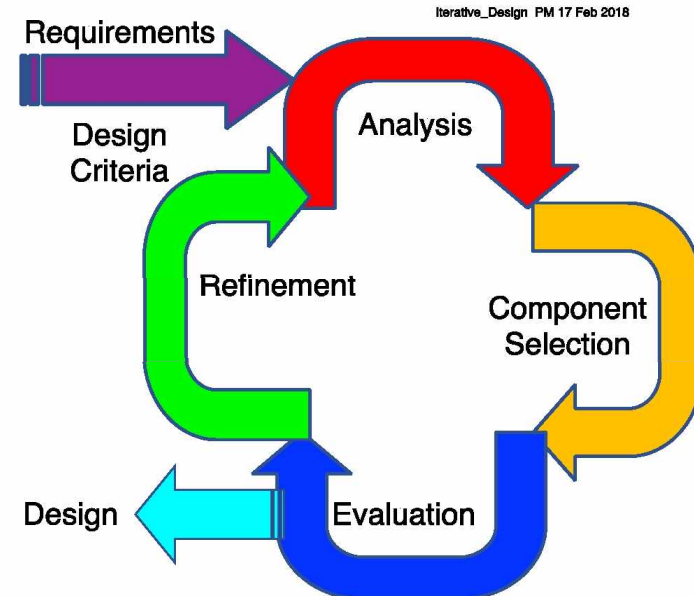 Iterative_Design PM 17 Feb 2018
Requirements
Design
Criteria
Analysis
Refinement
Component
Selection
Design
Evaluation